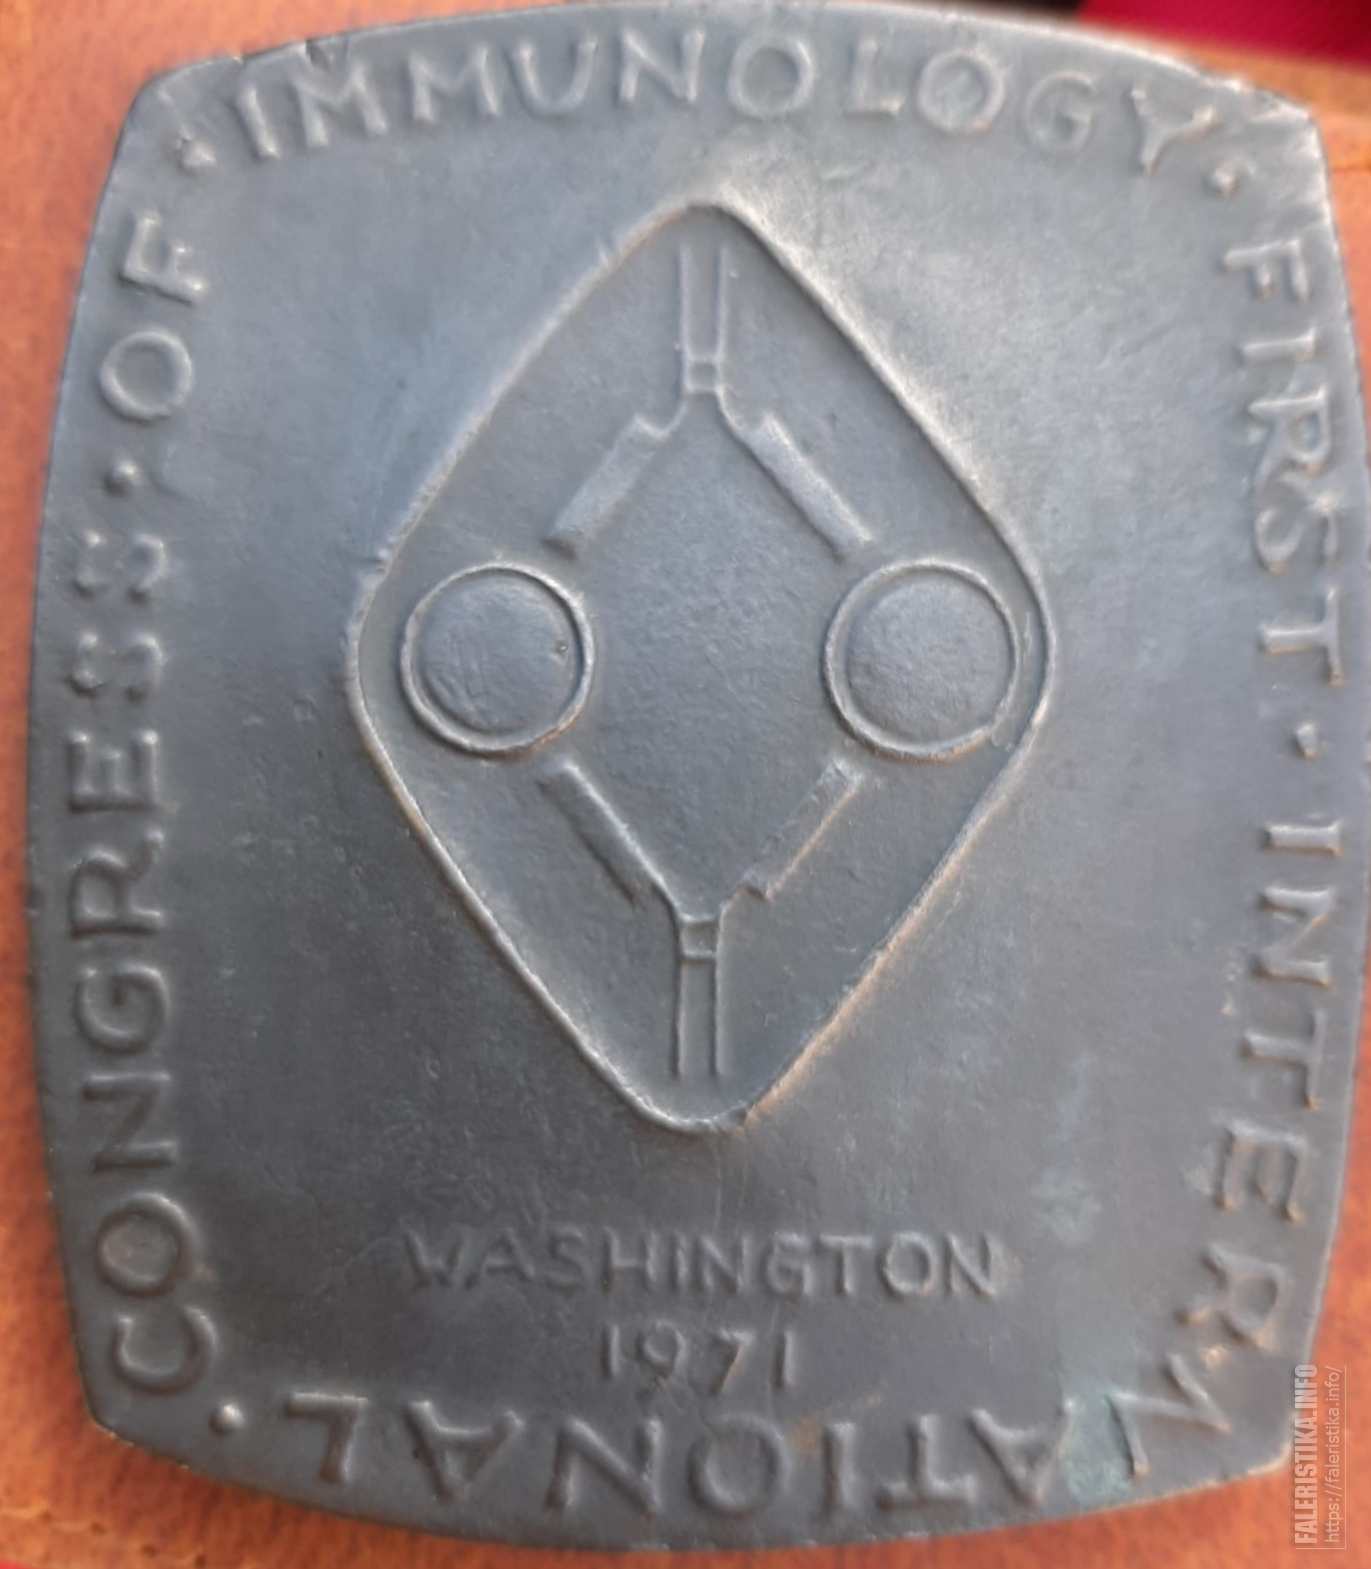 FIRST · INTERNATIONAL · CONGRESS · OF · IMMUNOLOGY ·
WASHINGTON
1971
FALERISTIKA.INFO
https://faleristika.info/